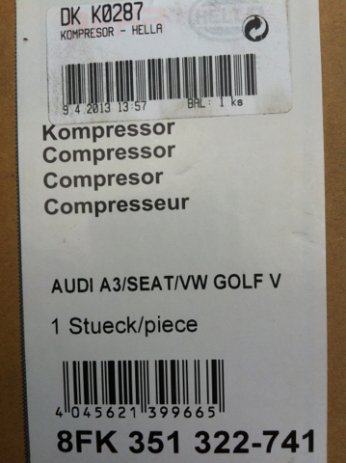 DK K0287
KOMPRESOR - HELLA
HELLA
9.4.2013 13:57 BAL: 1 ks
Kompressor
Compressor
Compresor
Compresseur
AUDI A3/SEAT/VW GOLF V
1 Stueck/piece
4 045621 399665
8FK 351 322-741